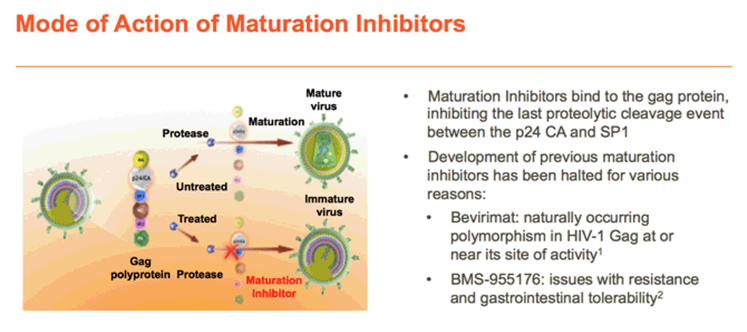 Mode of Action of Maturation Inhibitors
Mature
virus
Protease
Maturation
p24/CA
Untreated
Treated
Immature
virus
Gag
polyprotein
Protease
Maturation
Inhibitor
• Maturation Inhibitors bind to the gag protein,
inhibiting the last proteolytic cleavage event
between the p24 CA and SP1
• Development of previous maturation
inhibitors has been halted for various
reasons:
• Bevirimat: naturally occurring
polymorphism in HIV-1 Gag at or
near its site of activity¹
• BMS-955176: issues with resistance
and gastrointestinal tolerability²